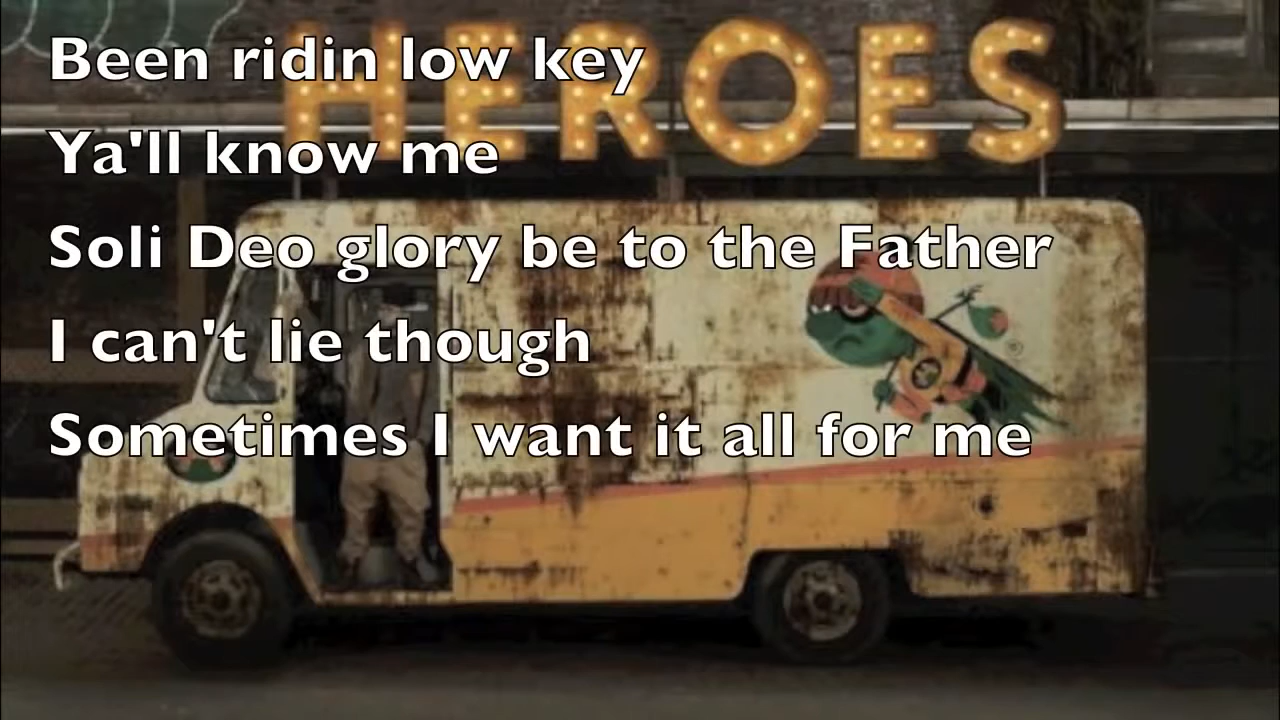 HEROES
Been ridin low key
Ya'll know me
Soli Deo glory be to the Father
I can't lie though
Sometimes I want it all for me